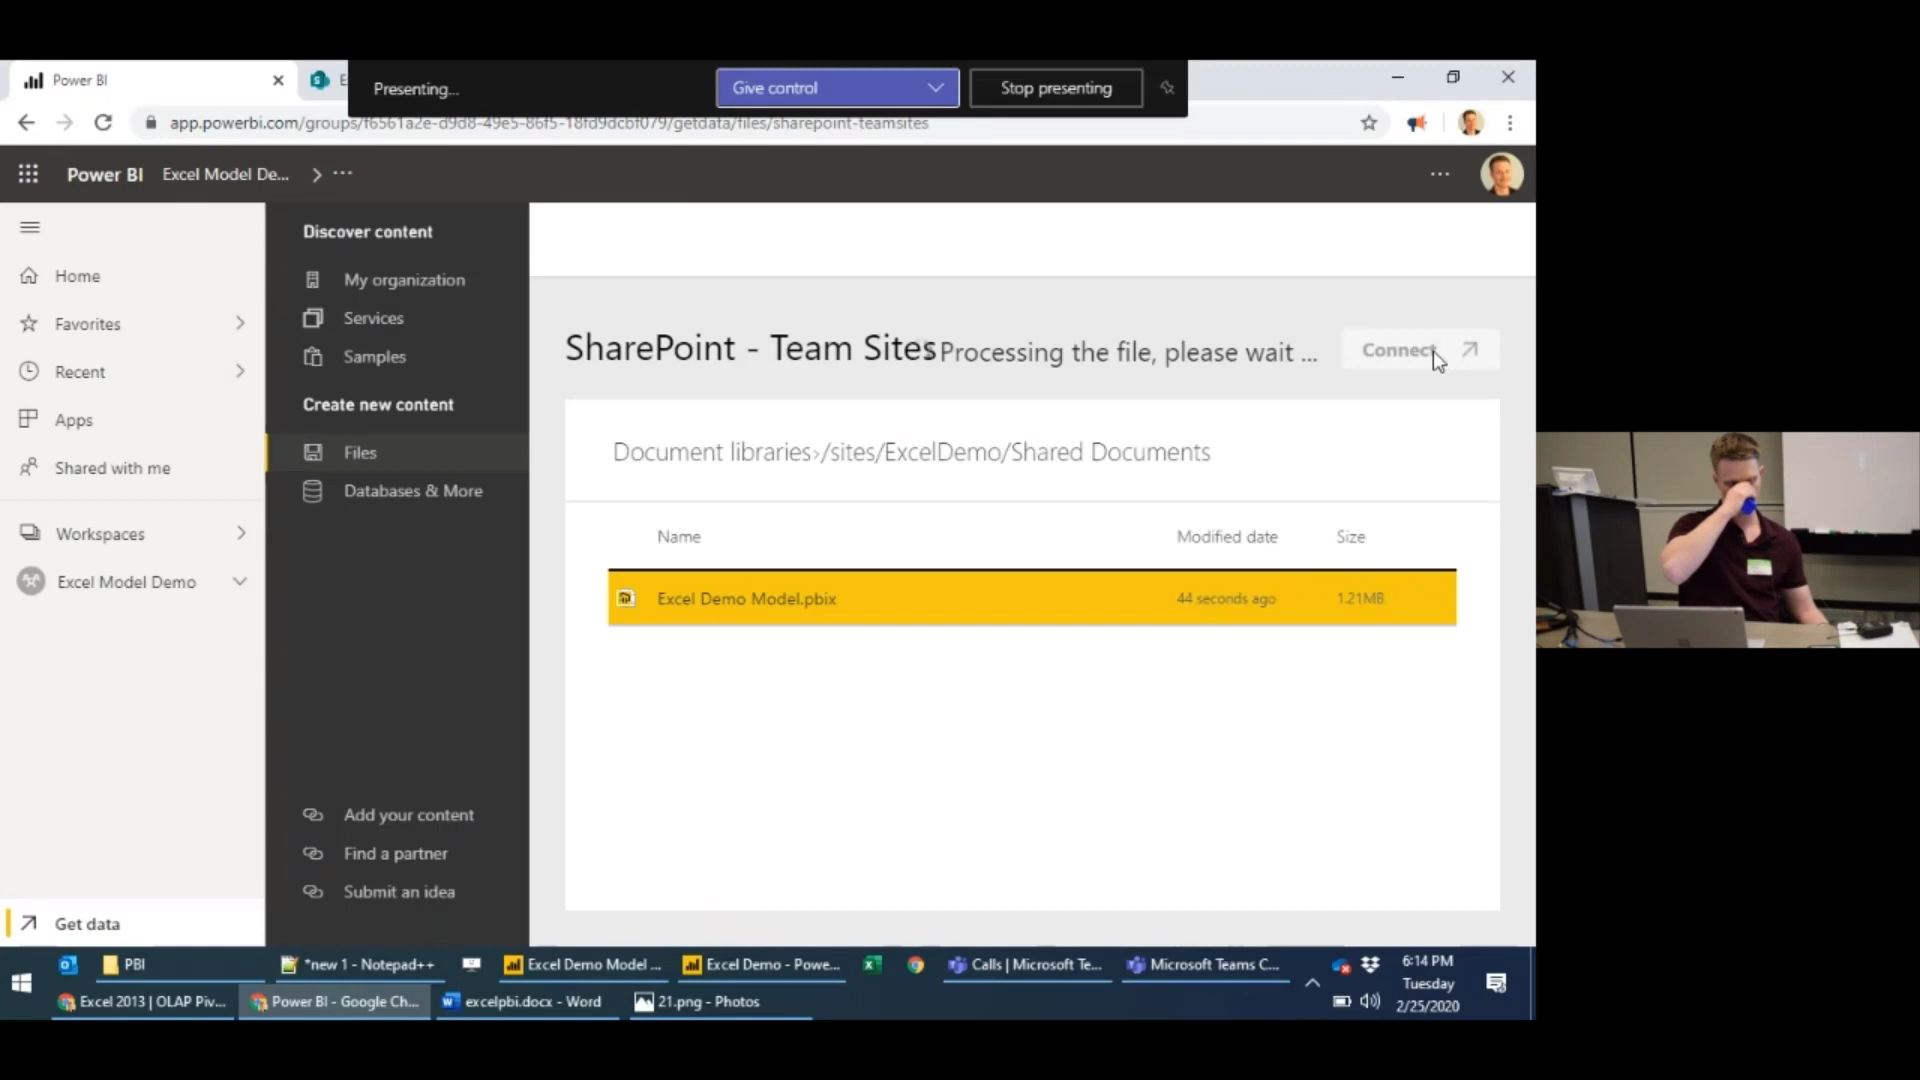 Power BI
E
Presenting...
Give control
Stop presenting
app.powerbi.com/groups/f6561a2e-d9d8-49e5-86f5-18fd9dcbf079/getdata/files/sharepoint-teamsites
Power BI Excel Model De... > ...
Home
Favorites
Recent
Apps
Shared with me
Workspaces
Excel Model Demo
Get data
Discover content
My organization
Services
Samples
Create new content
Files
Databases & More
Add your content
Find a partner
Submit an idea
SharePoint - Team Sites Processing the file, please wait ...
Connect
Document libraries›/sites/ExcelDemo/Shared Documents
Name Modified date Size
Excel Demo Model.pbix 44 seconds ago 1.21MB
PBI
*new 1 - Notepad++
Excel Demo Model ...
Excel Demo - Powe...
Calls | Microsoft Te...
Microsoft Teams C...
Excel 2013 | OLAP Piv...
Power BI - Google Ch...
excelpbi.docx - Word
21.png - Photos
6:14 PM
Tuesday
2/25/2020